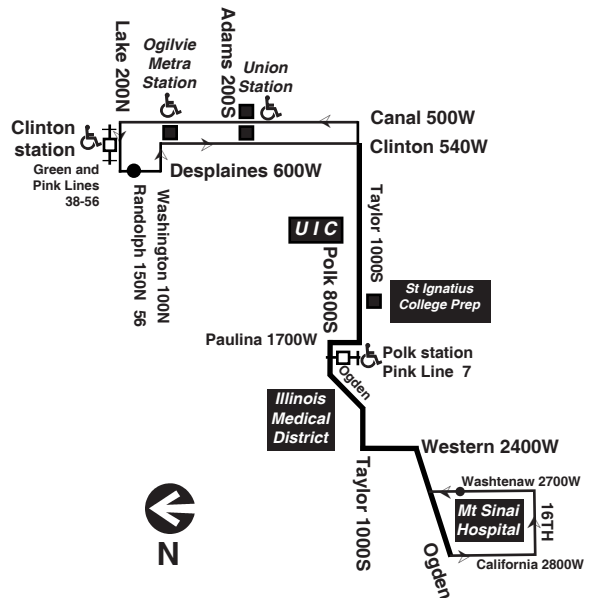 Lake 200N
Ogilvie
Metra
Station
Adams 200S
Union
Station
Canal 500W
Clinton 540W
Clinton
station
Green and
Pink Lines
38-56
Desplaines 600W
Randolph 150N 56
Washington 100N
Taylor 1000S
UIC
Polk 800S
St Ignatius
College Prep
Paulina 1700W
Polk station
Pink Line 7
Ogden
Illinois
Medical
District
Taylor 1000S
Western 2400W
Washtenaw 2700W
Mt Sinai
Hospital
16TH
California 2800W
Ogden
N